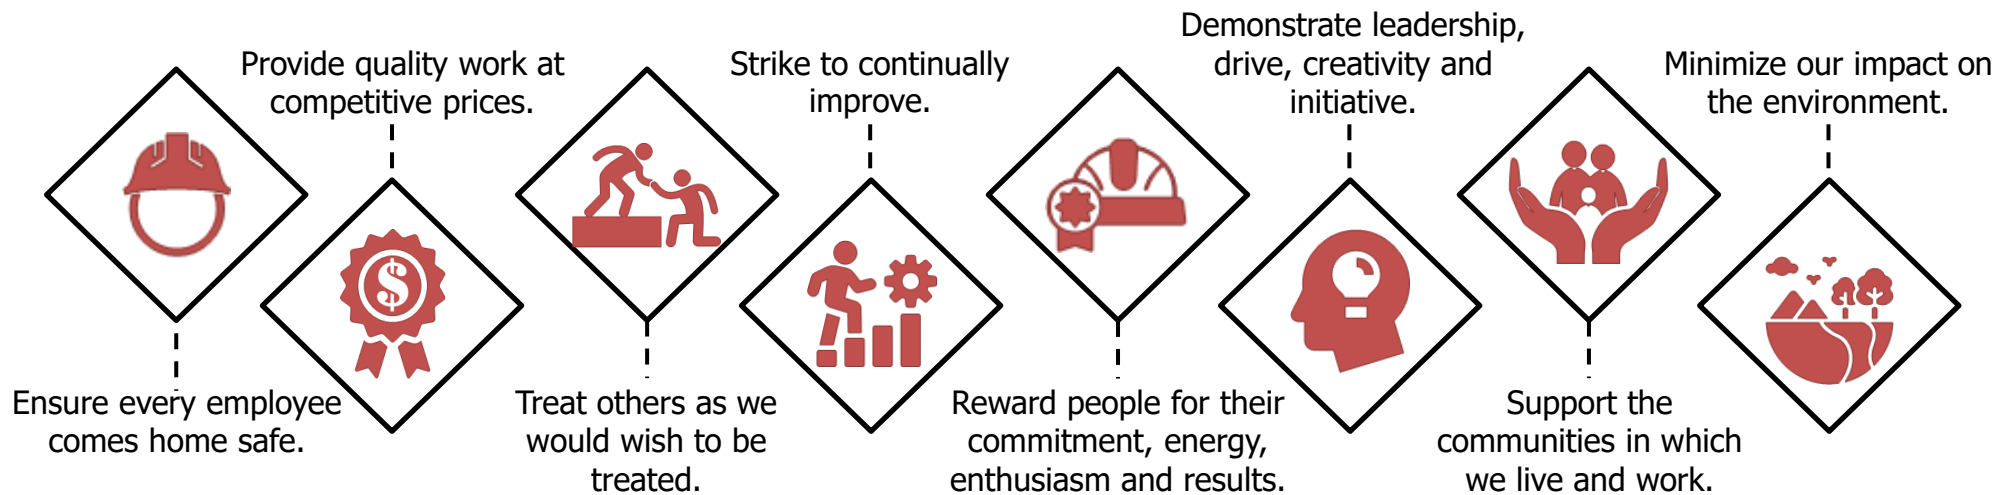 Ensure every employee
comes home safe.
Provide quality work at
competitive prices.
$
Treat others as we
would wish to be
treated.
Strike to continually
improve.
Reward people for their
commitment, energy,
enthusiasm and results.
Demonstrate leadership,
drive, creativity and
initiative.
Support the
communities in which
we live and work.
Minimize our impact on
the environment.